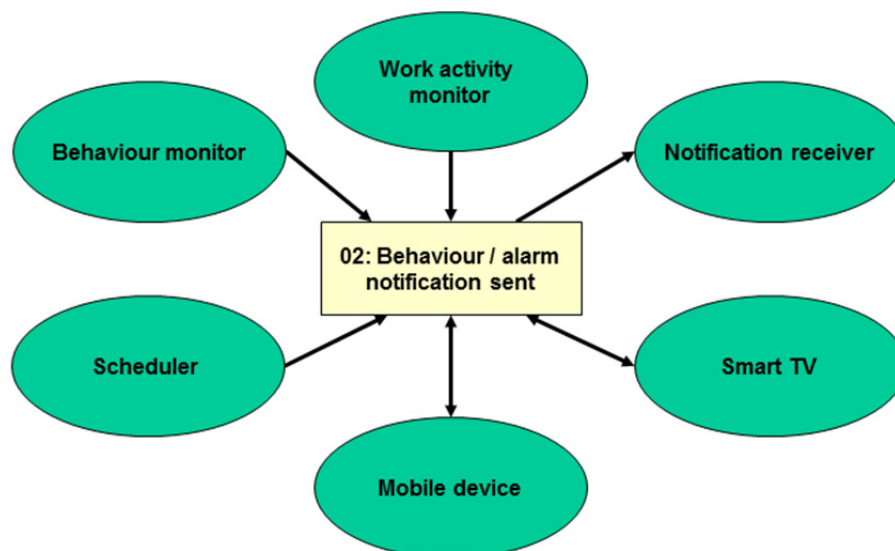 Work activity
monitor
Behaviour monitor
Notification receiver
02: Behaviour / alarm
notification sent
Scheduler
Smart TV
Mobile device